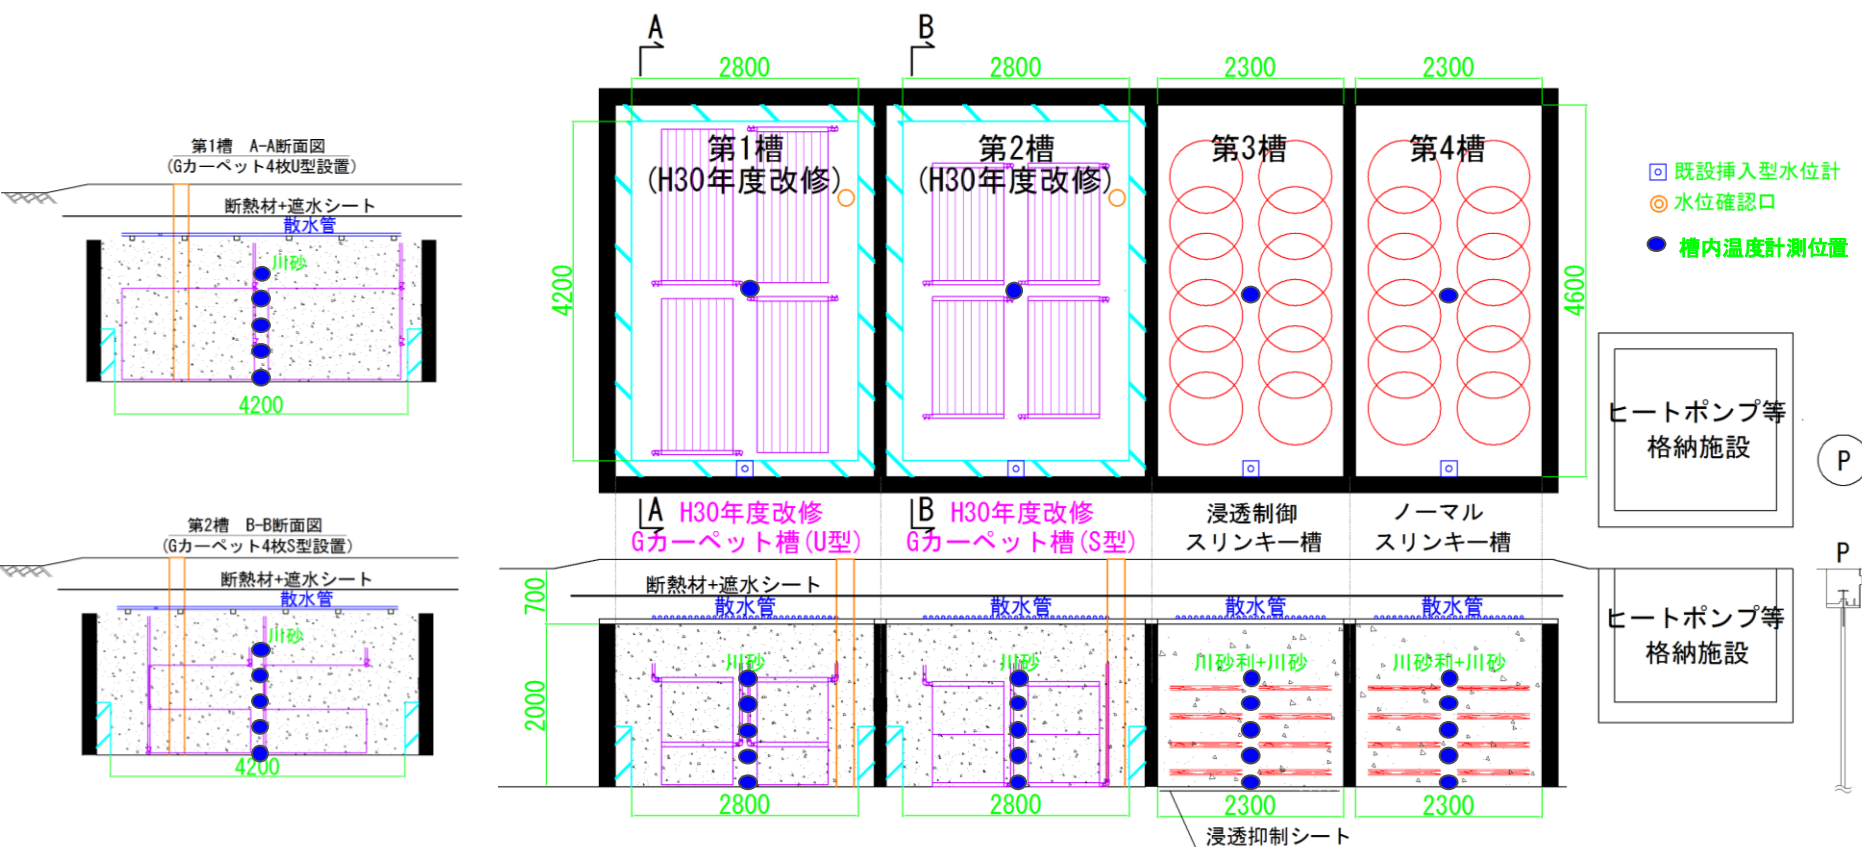 第1槽 A-A断面図
(Gカーペット4枚U型設置)
断熱材+遮水シート
散水管
川砂
4200
第2槽 B-B断面図
(Gカーペット4枚S型設置)
断熱材+遮水シート
散水管
川砂
4200
A
B
2800
2800
2300
2300
第1槽
(H30年度改修)
第2槽
(H30年度改修)
第3槽
第4槽
4200
4600
既設挿入型水位計
水位確認口
槽内温度計測位置
ヒートポンプ等
格納施設
P
A
H30年度改修
Gカーペット槽(U型)
B
H30年度改修
Gカーペット槽(S型)
浸透制御
スリンキー槽
ノーマル
スリンキー槽
断熱材+遮水シート
700
散水管
散水管
散水管
散水管
2000
川砂
川砂
川砂利+川砂
川砂利+川砂
2800
2800
2300
2300
浸透抑制シート
ヒートポンプ等
格納施設
P